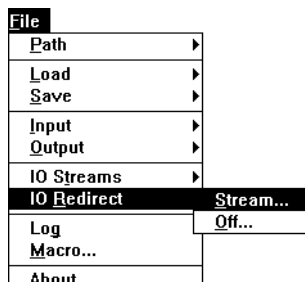 File
Path
Load
Save
Input
Output
IO Streams
IO Redirect
Stream...
Off...
Log
Macro...
About